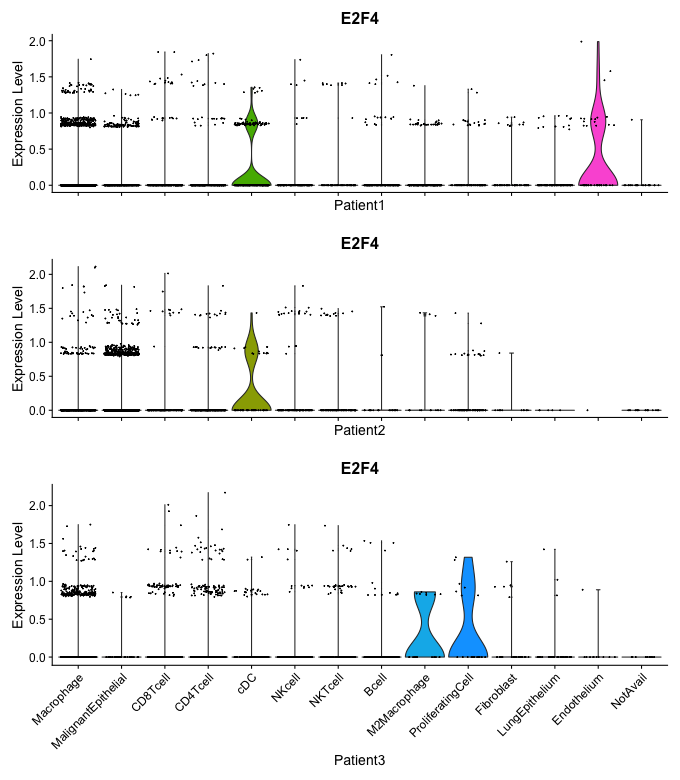 E2F4
Expression Level
2.0
1.5
1.0
0.5
0.0
Patient1
E2F4
Expression Level
2.0
1.5
1.0
0.5
0.0
Patient2
E2F4
Expression Level
2.0
1.5
1.0
0.5
0.0
Macrophage
MalignantEpithelial
CD8Tcell
CD4Tcell
cDC
NKcell
NKTcell
Bcell
M2Macrophage
ProliferatingCell
Fibroblast
LungEpithelium
Endothelium
NotAvail
Patient3